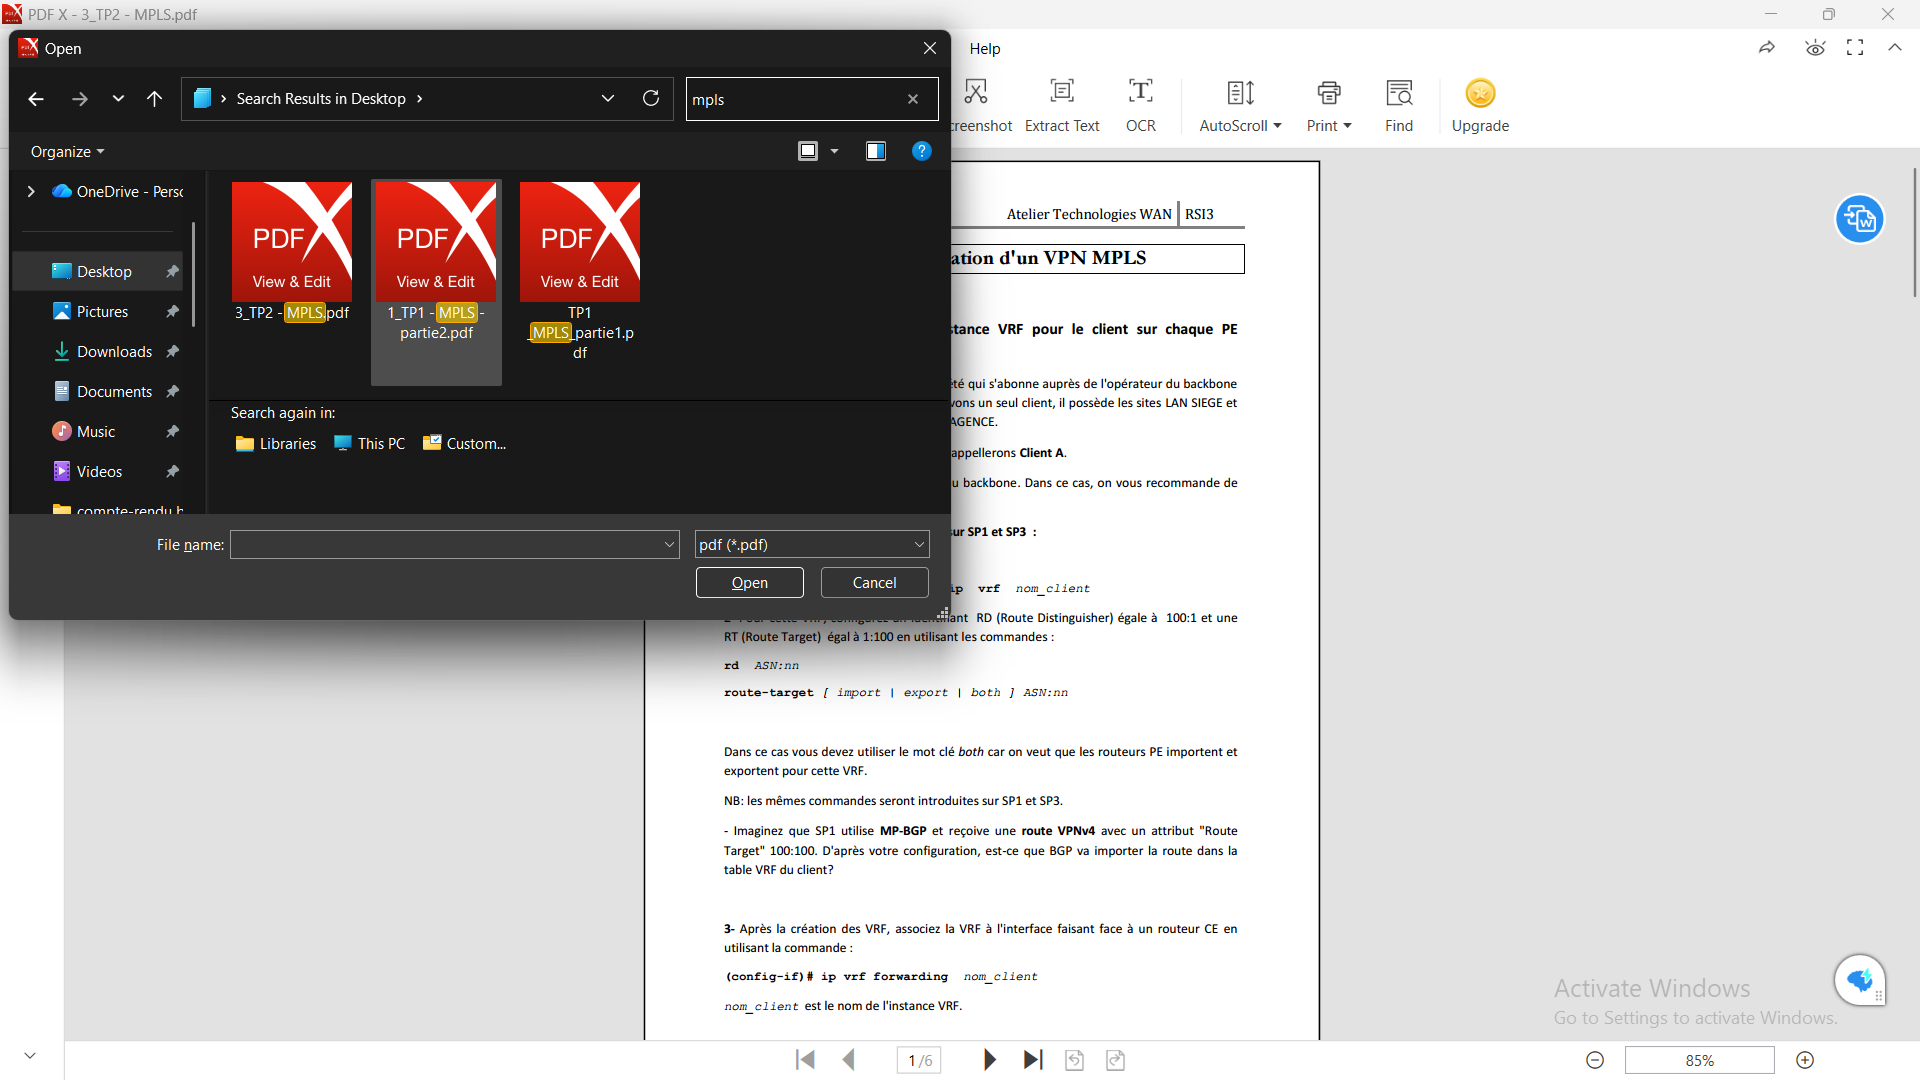 PDF X - 3_TP2 - MPLS.pdf
Open
Search Results in Desktop
mpls
Organize
OneDrive - Perso
Desktop
Pictures
Downloads
Documents
Music
Videos
PDF
View & Edit
3_TP2 - MPLS.pdf
PDF
View & Edit
1_TP1 - MPLS -
partie2.pdf
PDF
View & Edit
TP1
_MPLS_partie1.p
df
Search again in:
Libraries
This PC
Custom...
File name:
pdf (*.pdf)
Open
Cancel
Help
creenshot
Extract Text
OCR
AutoScroll
Print
Find
Upgrade
Atelier Technologies WAN RSI3
ation d'un VPN MPLS
stance VRF pour le client sur chaque PE
été qui s'abonne auprès de l'opérateur du backbone
vons un seul client, il possède les sites LAN SIEGE et
AGENCE.
appellerons Client A.
u backbone. Dans ce cas, on vous recommande de
ur SP1 et SP3 :
ip vrf nom_client
RD (Route Distinguisher) égale à 100:1 et une
RT (Route Target) égal à 1:100 en utilisant les commandes :
rd ASN:nn
route-target [ import | export | both ] ASN:nn
Dans ce cas vous devez utiliser le mot clé both car on veut que les routeurs PE importent et
exportent pour cette VRF.
NB: les mêmes commandes seront introduites sur SP1 et SP3.
- Imaginez que SP1 utilise MP-BGP et reçoive une route VPNv4 avec un attribut "Route
Target" 100:100. D'après votre configuration, est-ce que BGP va importer la route dans la
table VRF du client?
3- Après la création des VRF, associez la VRF à l'interface faisant face à un routeur CE en
utilisant la commande :
(config-if)# ip vrf forwarding nom_client
nom_client est le nom de l'instance VRF.
Activate Windows
Go to Settings to activate Windows.
1/6
85%